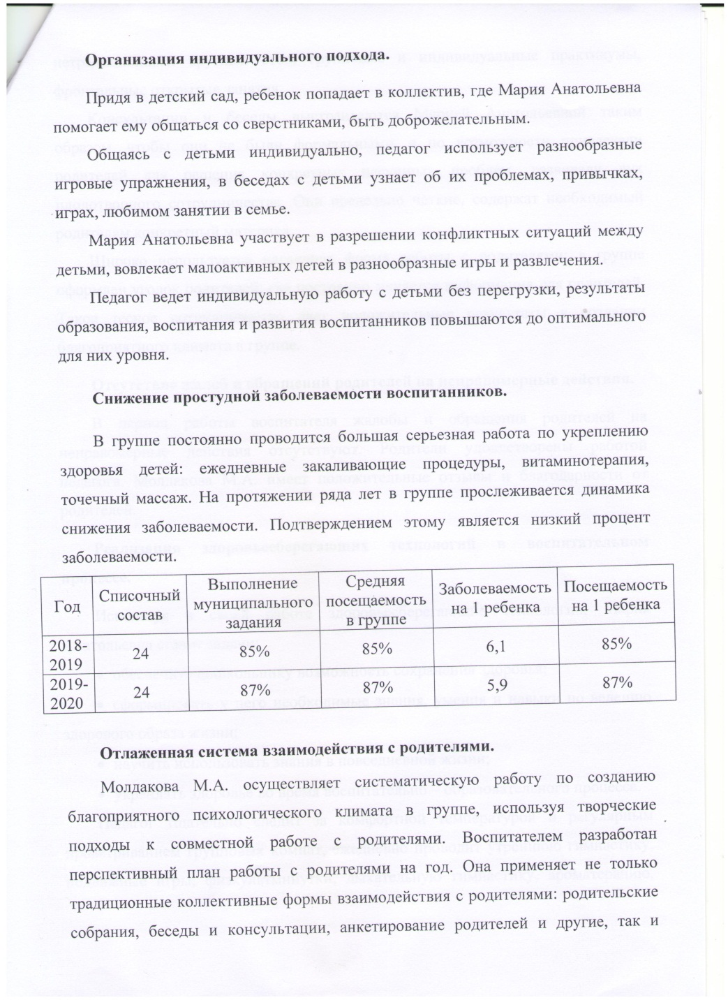 Организация индивидуального подхода.
Придя в детский сад, ребенок попадает в коллектив, где Мария Анатольевна
помогает ему общаться со сверстниками, быть доброжелательным.
Общаясь с детьми индивидуально, педагог использует разнообразные
игровые упражнения, в беседах с детьми узнает об их проблемах, привычках,
играх, любимом занятии в семье.
Мария Анатольевна участвует в разрешении конфликтных ситуаций между
детьми, вовлекает малоактивных детей в разнообразные игры и развлечения.
Педагог ведет индивидуальную работу с детьми без перегрузки, результаты
образования, воспитания и развития воспитанников повышаются до оптимального
для них уровня.
Снижение простудной заболеваемости воспитанников.
В группе постоянно проводится большая серьезная работа по укреплению
здоровья детей: ежедневные закаливающие процедуры, витаминотерапия,
точечный массаж. На протяжении ряда лет в группе прослеживается динамика
снижения заболеваемости. Подтверждением этому является низкий процент
заболеваемости.
Год
Списочный
состав
Выполнение
муниципального
задания
Средняя
посещаемость
в группе
Заболеваемость
на 1 ребенка
Посещаемость
на 1 ребенка
2018-
2019
24
85%
85%
6,1
85%
2019-
2020
24
87%
87%
5,9
87%
Отлаженная система взаимодействия с родителями.
Молдакова М.А. осуществляет систематическую работу по созданию
благоприятного психологического климата в группе, используя творческие
подходы к совместной работе с родителями. Воспитателем разработан
перспективный план работы с родителями на год. Она применяет не только
традиционные коллективные формы взаимодействия с родителями: родительские
собрания, беседы и консультации, анкетирование родителей и другие, так и